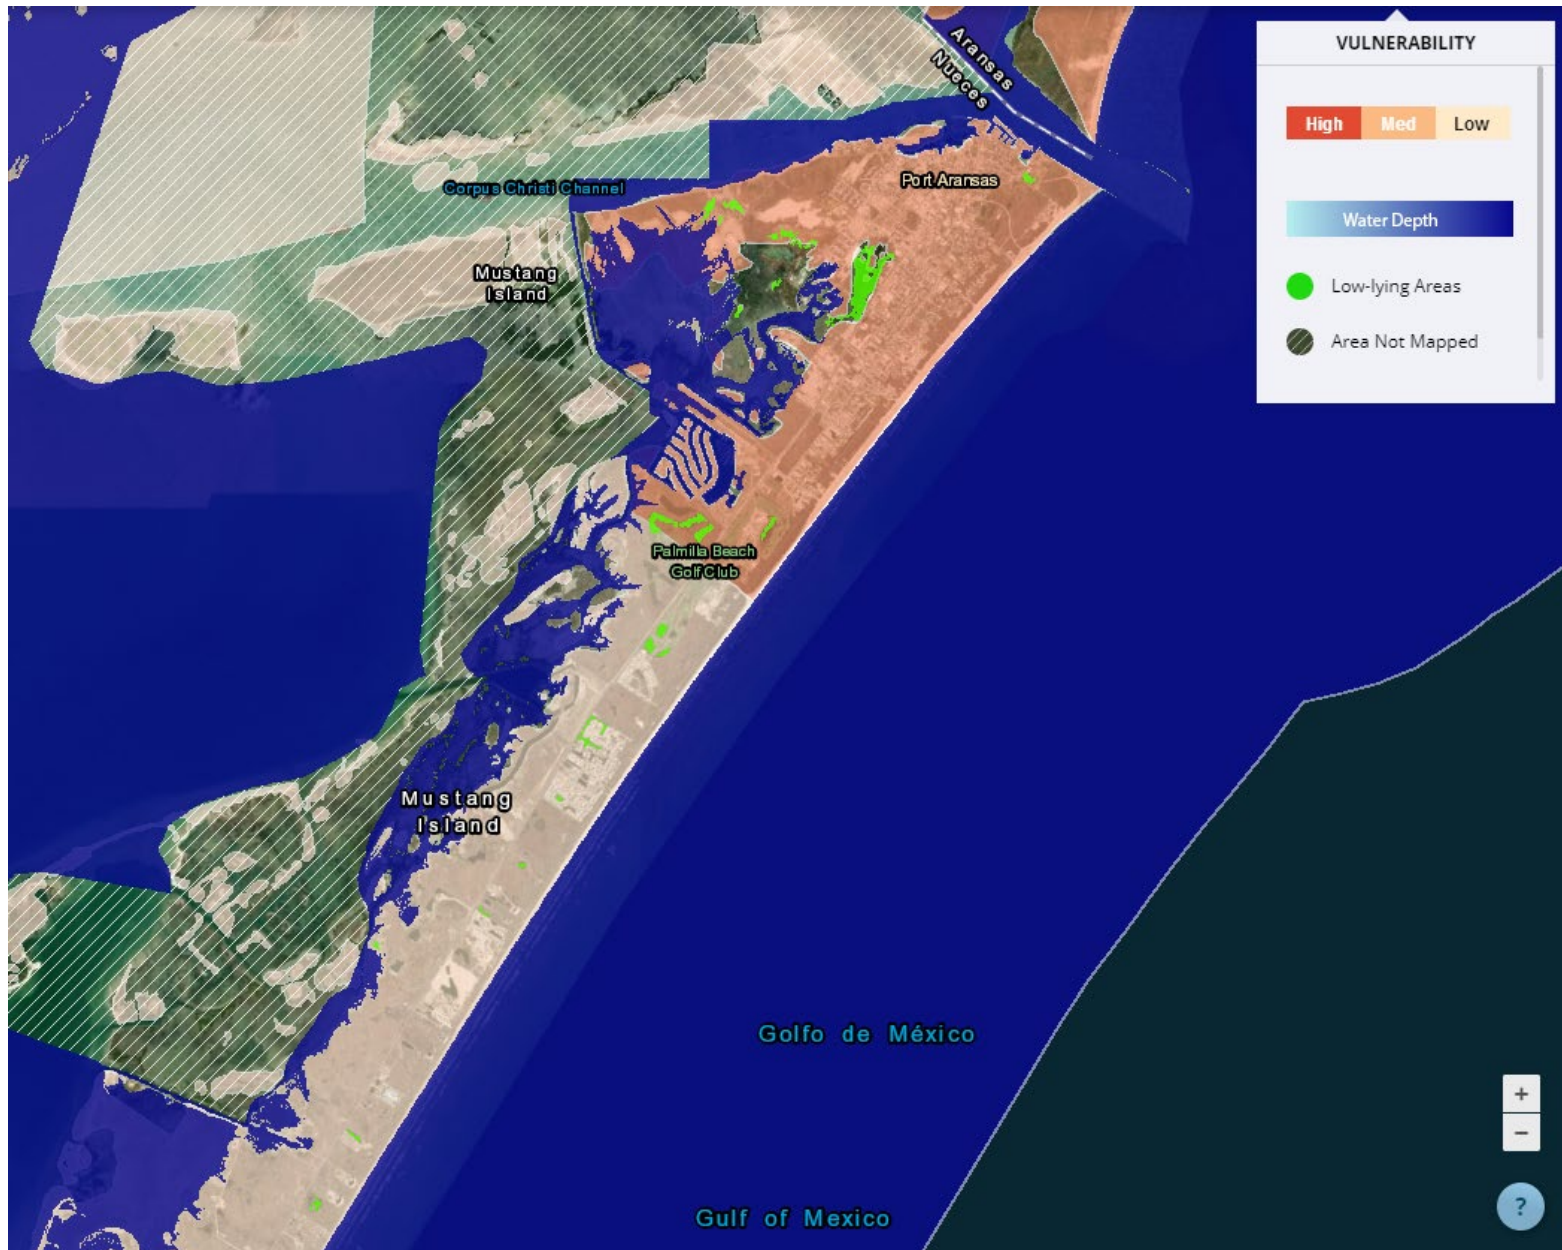 Aransas
Nueces
VULNERABILITY
High Med Low
Water Depth
Low-lying Areas
Area Not Mapped
Port Aransas
Corpus Christi Channel
Mustang
Island
Palmilla Beach
Golf Club
Mustang
Island
Golfo de México
Gulf of Mexico
+
−
?